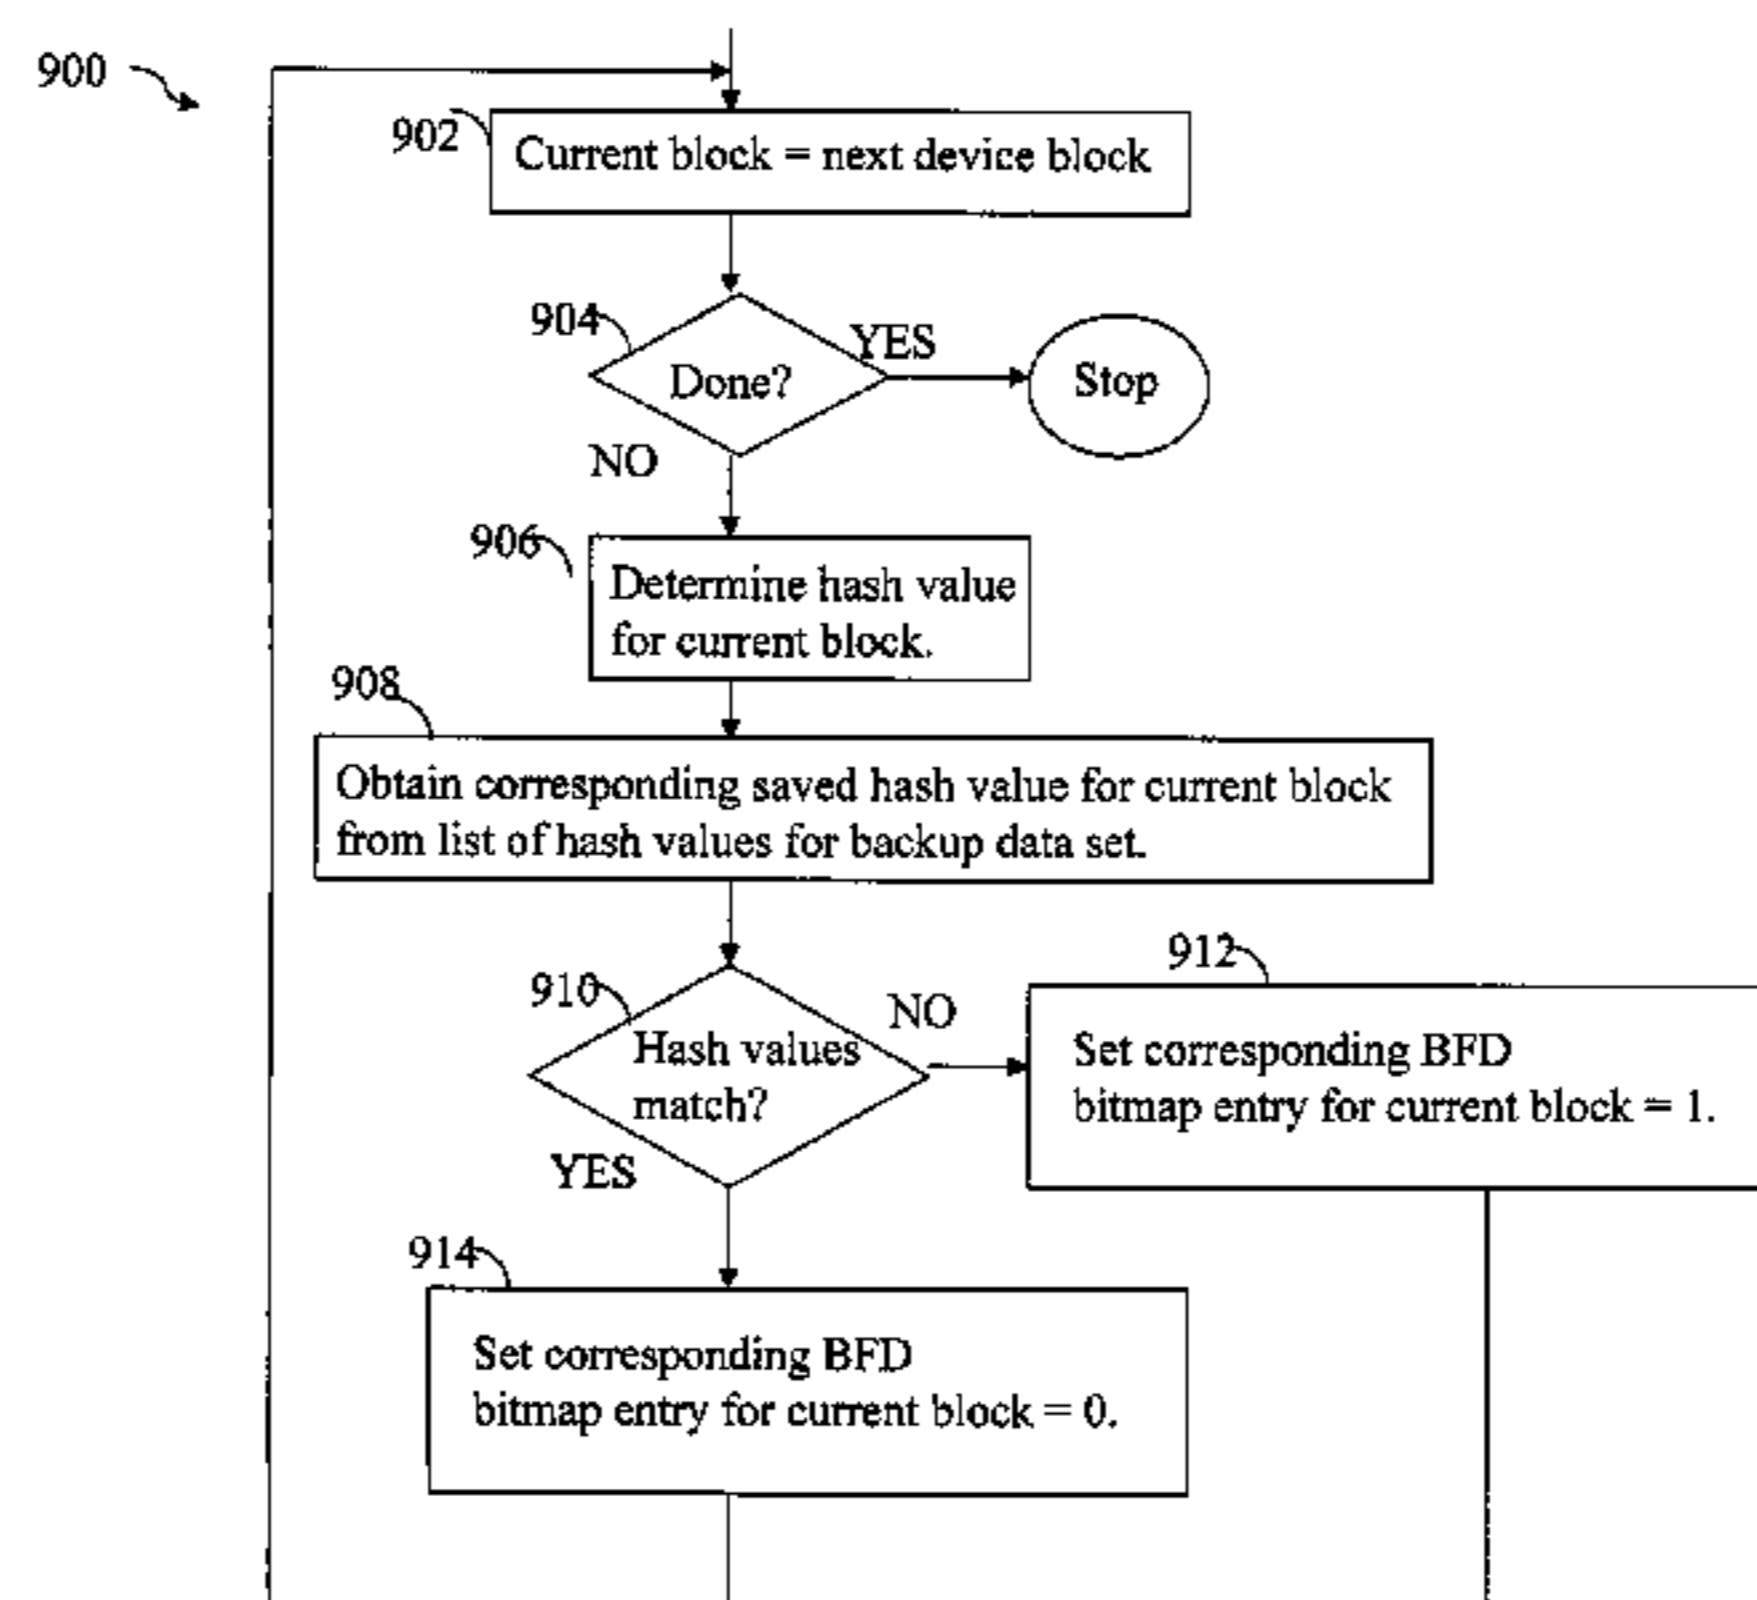 900
902
Current block = next device block
904
YES
Done?
Stop
NO
906
Determine hash value
for current block.
908
Obtain corresponding saved hash value for current block
from list of hash values for backup data set.
910
NO
912
Hash values
match?
Set corresponding BFD
bitmap entry for current block = 1.
YES
914
Set corresponding BFD
bitmap entry for current block = 0.